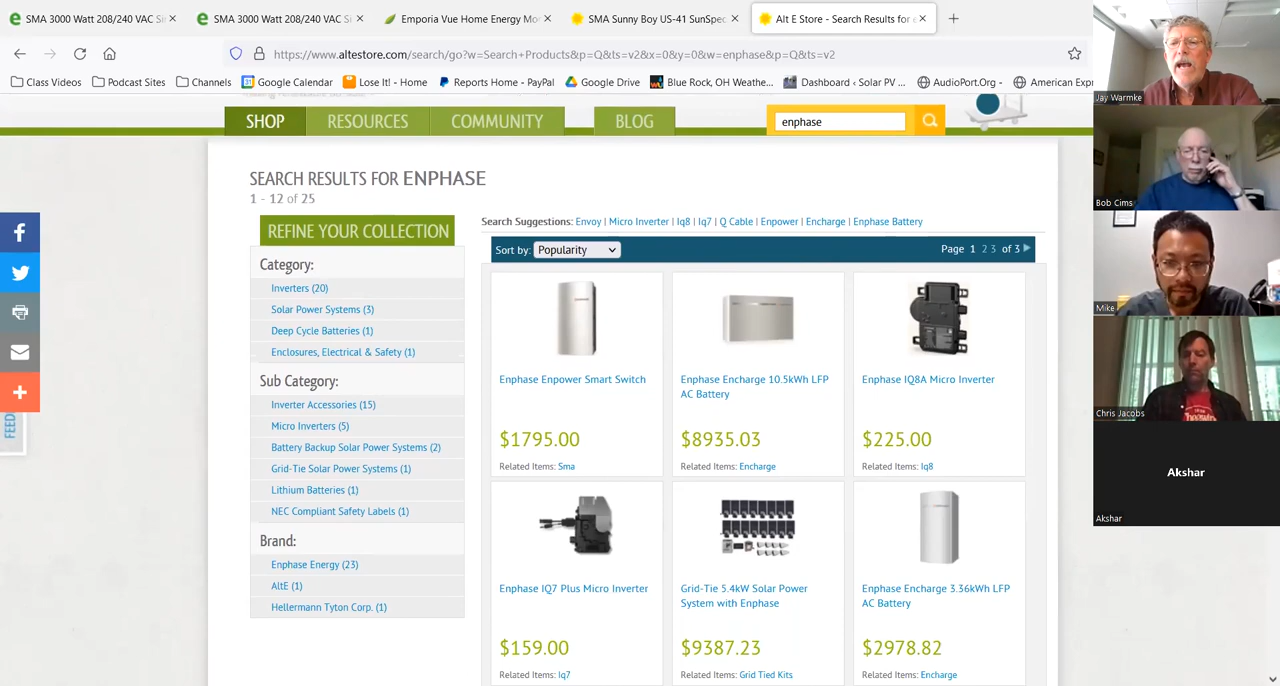 SMA 3000 Watt 208/240 VAC Sin
SMA 3000 Watt 208/240 VAC Si
Emporia Vue Home Energy Mo
SMA Sunny Boy US-41 SunSpec
Alt E Store - Search Results for e
https://www.altestore.com/search/go?s=Search+Products&p=Q&ts=v2&x=0&y=0&w=enphase&p=Q&ts=v2
Class Videos
Podcast Sites
Channels
Google Calendar
Lose It! - Home
Return Home - PayPal
Google Drive
Blue Rock, OH Weathe...
Dashboard ‹ Solar PV ...
AudioPort.Org -
American Exp
SHOP
RESOURCES
COMMUNITY
BLOG
enphase
SEARCH RESULTS FOR ENPHASE
1 - 12 of 25
REFINE YOUR COLLECTION
Category:
Inverters (20)
Solar Power Systems (3)
Deep Cycle Batteries (1)
Enclosures, Electrical & Safety (1)
Sub Category:
Inverter Accessories (15)
Micro Inverters (5)
Battery Backup Solar Power Systems (2)
Grid-Tie Solar Power Systems (1)
Lithium Batteries (1)
NEC Compliant Safety Labels (1)
Brand:
Enphase Energy (23)
AltE (1)
Hellermann Tyton Corp. (1)
FEED
Search Suggestions: Envoy | Micro Inverter | Iq8 | Iq7 | Q Cable | Enpower | Encharge | Enphase Battery
Sort by: Popularity
Page 1 2 3 of 3
Enphase Enpower Smart Switch
$1795.00
Related Items: Sma
Enphase Encharge 10.5kWh LFP
AC Battery
$8935.03
Related Items: Encharge
Enphase IQ8A Micro Inverter
$225.00
Related Items: Iq8
Enphase IQ7 Plus Micro Inverter
$159.00
Related Items: Iq7
Grid-Tie 5.4kW Solar Power
System with Enphase
$9387.23
Related Items: Grid Tied Kits
Enphase Encharge 3.36kWh LFP
AC Battery
$2978.82
Related Items: Encharge
Jay Warmke
Bob Cims
Mike
Chris Jacobs
Akshar
Akshar